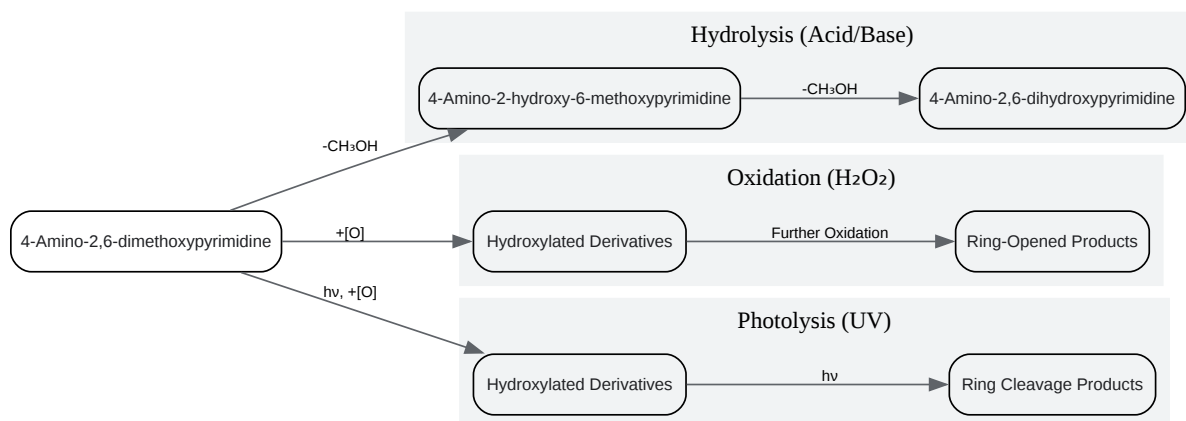 Hydrolysis (Acid/Base)
4-Amino-2-hydroxy-6-methoxypyrimidine
-CH₃OH
4-Amino-2,6-dihydroxypyrimidine
-CH₃OH
Oxidation (H₂O₂)
4-Amino-2,6-dimethoxypyrimidine
+[O]
Hydroxylated Derivatives
Further Oxidation
Ring-Opened Products
hν, +[O]
Photolysis (UV)
Hydroxylated Derivatives
hν
Ring Cleavage Products